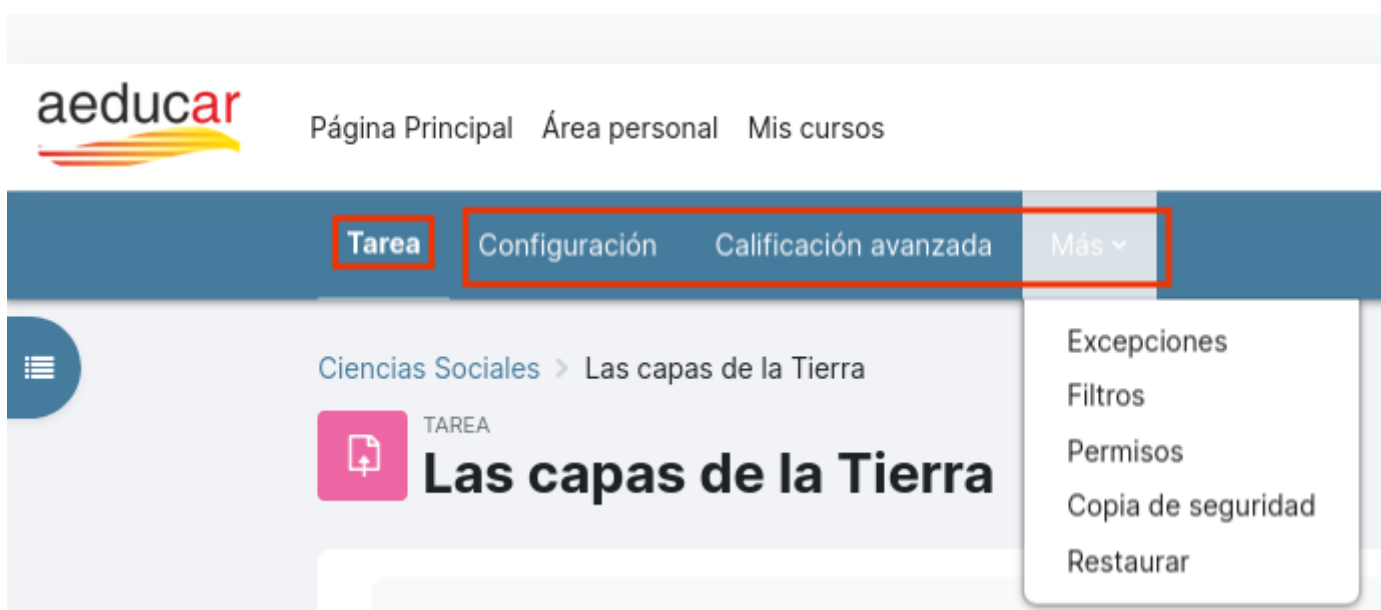 aeducar
Página Principal Área personal Mis cursos
Tarea Configuración Calificación avanzada Más
Excepciones
Filtros
Permisos
Copia de seguridad
Restaurar
Ciencias Sociales > Las capas de la Tierra
TAREA
Las capas de la Tierra